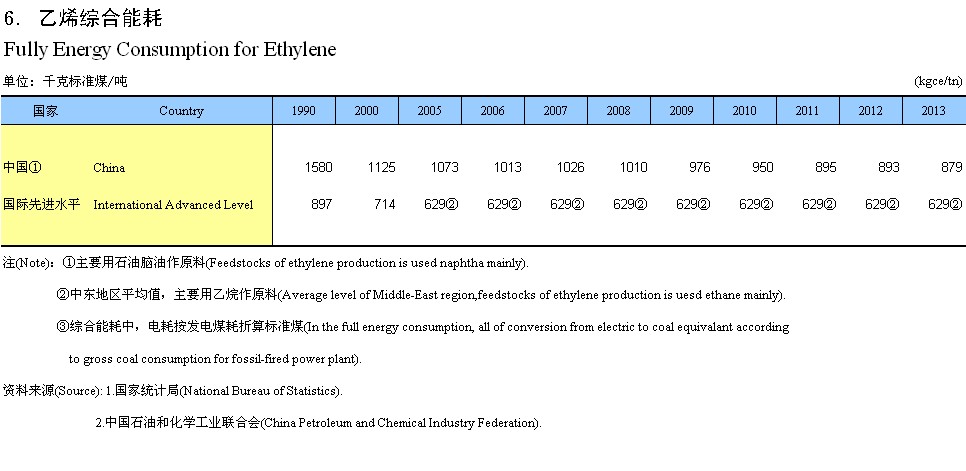 6. 乙烯综合能耗
Fully Energy Consumption for Ethylene
单位：千克标准煤/吨 (kgce/tn)
国家 Country 1990 2000 2005 2006 2007 2008 2009 2010 2011 2012 2013
中国① China 1580 1125 1073 1013 1026 1010 976 950 895 893 879
国际先进水平 International Advanced Level 897 714 629② 629② 629② 629② 629② 629② 629② 629② 629②
注(Note)：①主要用石油脑油作原料(Feedstocks of ethylene production is used naphtha mainly).
②中东地区平均值，主要用乙烷作原料(Average level of Middle-East region,feedstocks of ethylene production is uesd ethane mainly).
③综合能耗中，电耗按发电煤耗折算标准煤(In the full energy consumption, all of conversion from electric to coal equivalant according
to gross coal consumption for fossil-fired power plant).
资料来源(Source): 1.国家统计局(National Bureau of Statistics).
2.中国石油和化学工业联合会(China Petroleum and Chemical Industry Federation).